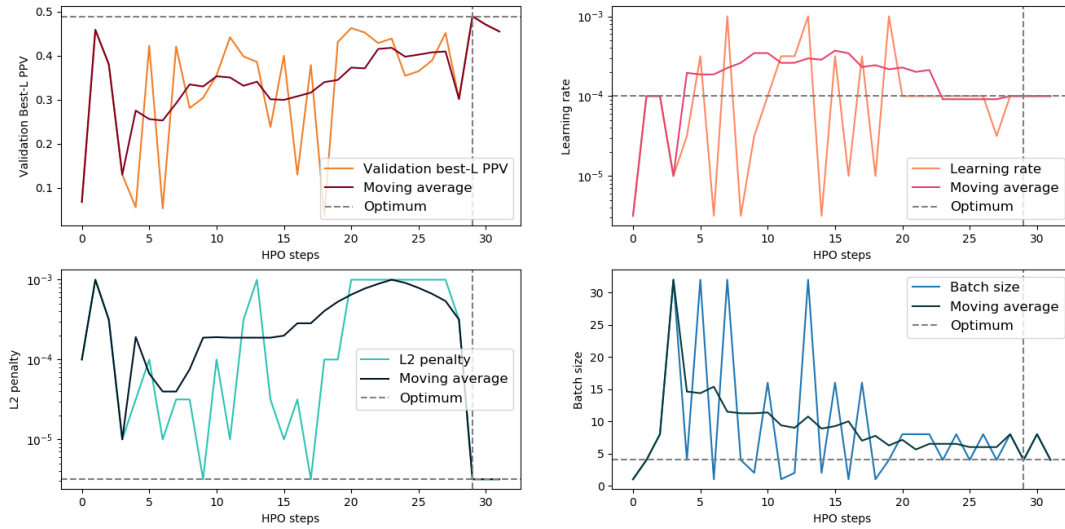 0.5
0.4
0.3
0.2
0.1
Validation Best-L PPV
Validation best-L PPV
Moving average
Optimum
0 5 10 15 20 25 30
HPO steps
10⁻³
10⁻⁴
10⁻⁵
Learning rate
Learning rate
Moving average
Optimum
0 5 10 15 20 25 30
HPO steps
10⁻³
10⁻⁴
10⁻⁵
L2 penalty
L2 penalty
Moving average
Optimum
0 5 10 15 20 25 30
HPO steps
30
25
20
15
10
5
0
Batch size
Batch size
Moving average
Optimum
0 5 10 15 20 25 30
HPO steps